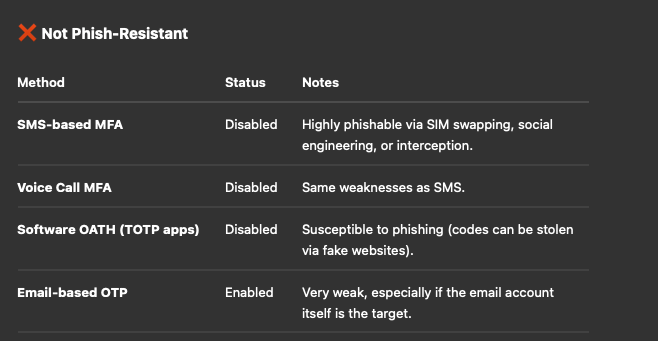 ❌ Not Phish-Resistant
Method Status Notes
SMS-based MFA Disabled Highly phishable via SIM swapping, social
engineering, or interception.
Voice Call MFA Disabled Same weaknesses as SMS.
Software OATH (TOTP apps) Disabled Susceptible to phishing (codes can be stolen
via fake websites).
Email-based OTP Enabled Very weak, especially if the email account
itself is the target.